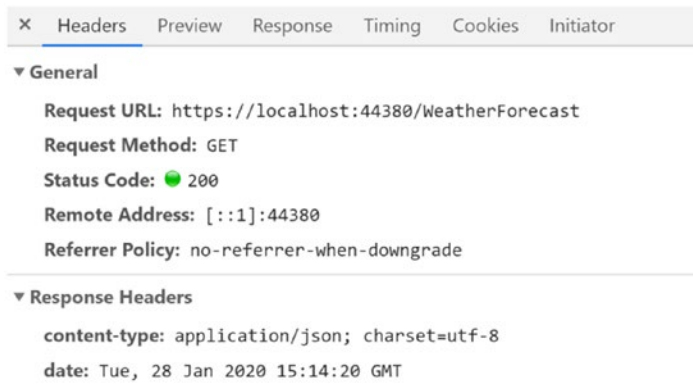 × Headers Preview Response Timing Cookies Initiator
▼ General
Request URL: https://localhost:44380/WeatherForecast
Request Method: GET
Status Code: 200
Remote Address: [::1]:44380
Referrer Policy: no-referrer-when-downgrade
▼ Response Headers
content-type: application/json; charset=utf-8
date: Tue, 28 Jan 2020 15:14:20 GMT